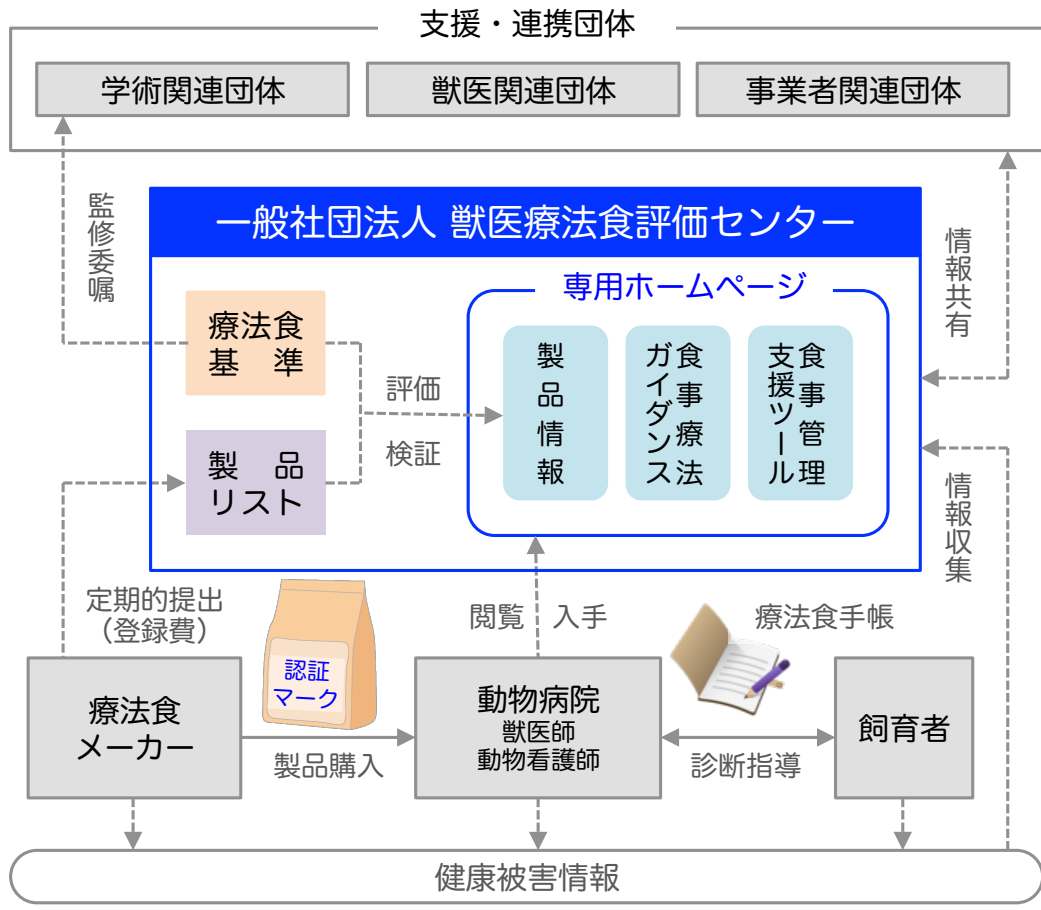 支援・連携団体
学術関連団体
獣医関連団体
事業者関連団体
監修委嘱
情報共有
一般社団法人 獣医療法食評価センター
療法食
基　準
製　品
リスト
評価
検証
専用ホームページ
製品情報
食事療法
ガイダンス
食事管理
支援ツール
情報収集
定期的提出
（登録費）
認証
マーク
閲覧
入手
療法食手帳
療法食
メーカー
製品購入
動物病院
獣医師
動物看護師
診断指導
飼育者
健康被害情報